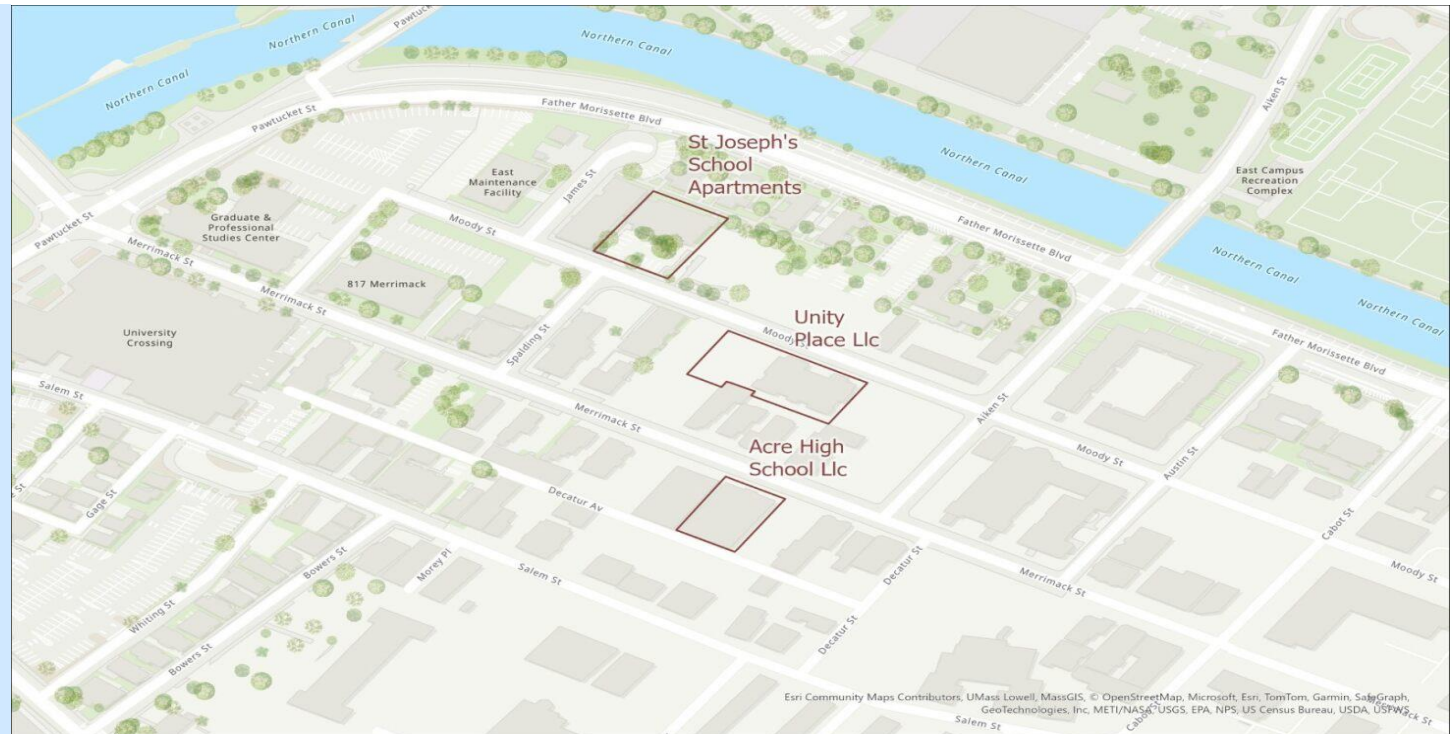 Northern Canal
Northern Canal
Northern Canal
Pawtucket St
Father Morissette Blvd
Aiken St
St Joseph's
School
Apartments
Northern Canal
East
Maintenance
Facility
James St
East Campus
Recreation
Complex
Graduate &
Professional
Studies Center
Pawtucket St
Moody St
Father Morissette Blvd
Northern Canal
Merrimack St
817 Merrimack
Northern Canal
Merrimack St
University
Crossing
Spalding St
Unity
Place Llc
Moody St
Father Morissette Blvd
Salem St
Merrimack St
Aiken St
Acre High
School Llc
Moody St
Austin St
Gage St
Decatur Av
Cabot St
Bowers St
Morey Pl
Salem St
Decatur St
Merrimack St
Moody St
Whiting St
Bowers St
Decatur St
Esri Community Maps Contributors, UMass Lowell, MassGIS, © OpenStreetMap, Microsoft, Esri, TomTom, Garmin, SafeGraph,
GeoTechnologies, Inc, METI/NASA, USGS, EPA, NPS, US Census Bureau, USDA, USFWS
Salem St
Cabot St